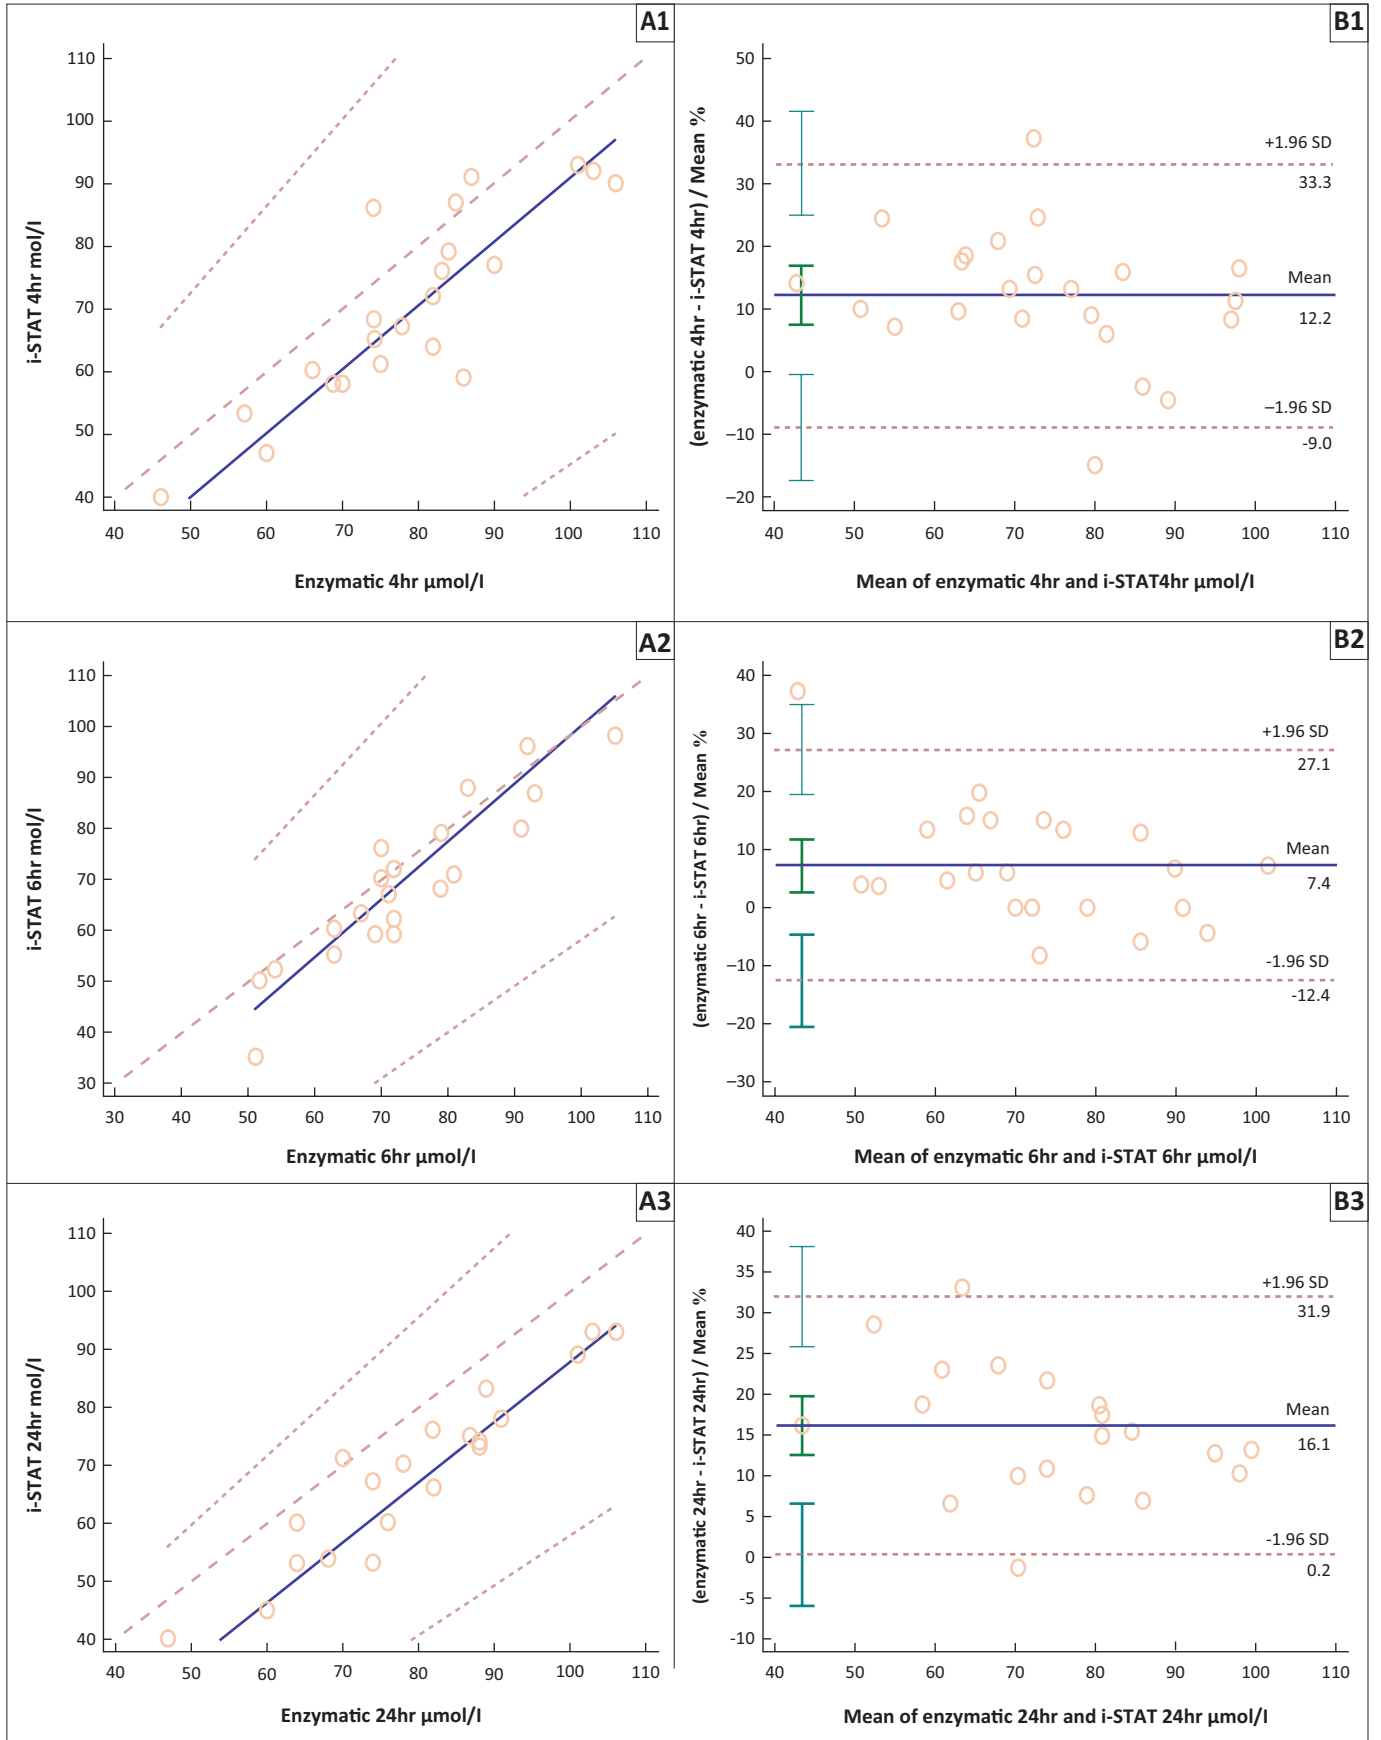 A1
110
100
90
80
70
60
50
40
i-STAT 4hr mol/l
40 50 60 70 80 90 100 110
Enzymatic 4hr μmol/l
B1
50
40
30
20
10
0
–10
–20
(enzymatic 4hr - i-STAT 4hr) / Mean %
+1.96 SD
33.3
Mean
12.2
–1.96 SD
-9.0
40 50 60 70 80 90 100 110
Mean of enzymatic 4hr and i-STAT4hr μmol/l
A2
110
100
90
80
70
60
50
40
30
i-STAT 6hr mol/l
30 40 50 60 70 80 90 100 110
Enzymatic 6hr μmol/l
B2
40
30
20
10
0
–10
–20
–30
(enzymatic 6hr - i-STAT 6hr) / Mean %
+1.96 SD
27.1
Mean
7.4
-1.96 SD
-12.4
40 50 60 70 80 90 100 110
Mean of enzymatic 6hr and i-STAT 6hr μmol/l
A3
110
100
90
80
70
60
50
40
i-STAT 24hr mol/l
40 50 60 70 80 90 100 110
Enzymatic 24hr μmol/l
B3
40
35
30
25
20
15
10
5
0
-5
-10
(enzymatic 24hr - i-STAT 24hr) / Mean %
+1.96 SD
31.9
Mean
16.1
-1.96 SD
0.2
40 50 60 70 80 90 100 110
Mean of enzymatic 24hr and i-STAT 24hr μmol/l